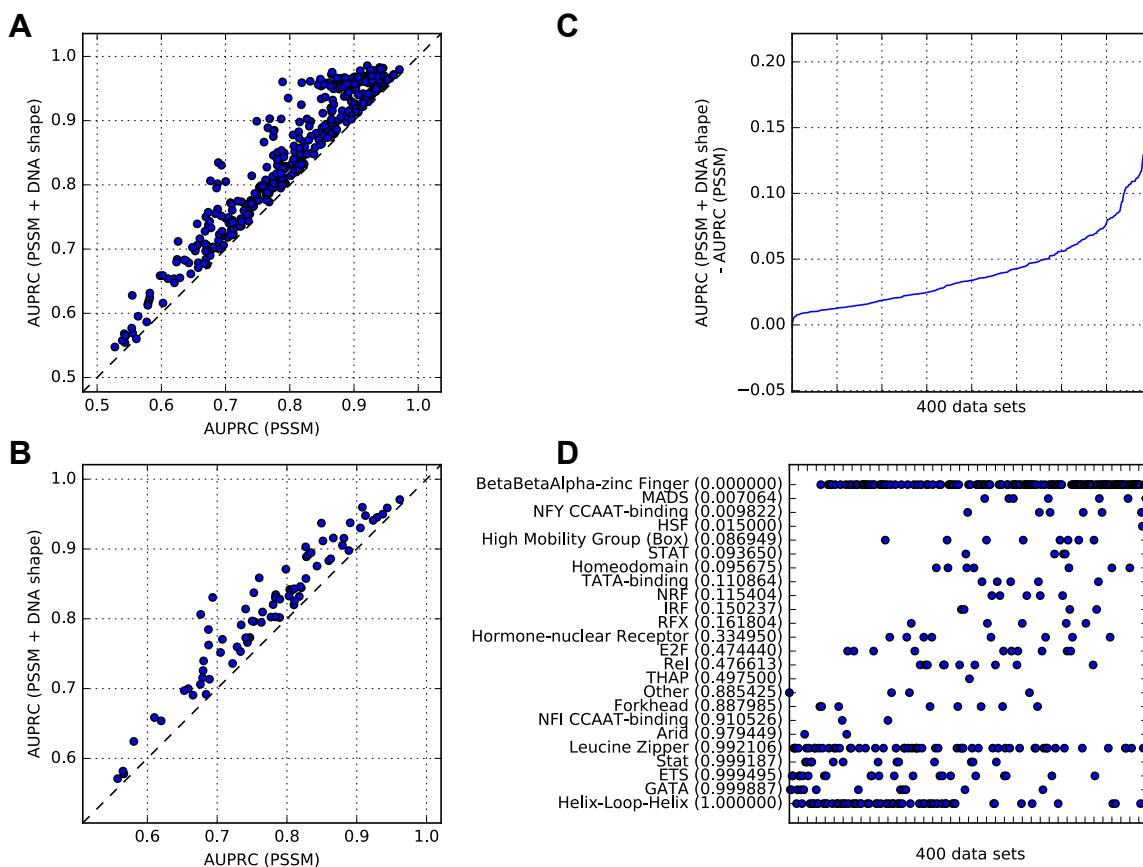 A
1.0
0.9
0.8
0.7
0.6
0.5
AUPRC (PSSM + DNA shape)
0.5 0.6 0.7 0.8 0.9 1.0
AUPRC (PSSM)
C
0.20
0.15
0.10
0.05
0.00
−0.05
AUPRC (PSSM + DNA shape)
- AUPRC (PSSM)
400 data sets
B
1.0
0.9
0.8
0.7
0.6
AUPRC (PSSM + DNA shape)
0.6 0.7 0.8 0.9 1.0
AUPRC (PSSM)
D
BetaBetaAlpha-zinc Finger (0.000000)
MADS (0.007064)
NFY CCAAT-binding (0.009822)
HSF (0.015000)
High Mobility Group (Box) (0.086949)
STAT (0.093650)
Homeodomain (0.095675)
TATA-binding (0.110864)
NRF (0.115404)
IRF (0.150237)
RFX (0.161804)
Hormone-nuclear Receptor (0.334950)
E2F (0.474440)
Rel (0.476613)
THAP (0.497500)
Other (0.885425)
Forkhead (0.887985)
NFI CCAAT-binding (0.910526)
Arid (0.979449)
Leucine Zipper (0.992106)
Stat (0.999187)
ETS (0.999495)
GATA (0.999887)
Helix-Loop-Helix (1.000000)
400 data sets